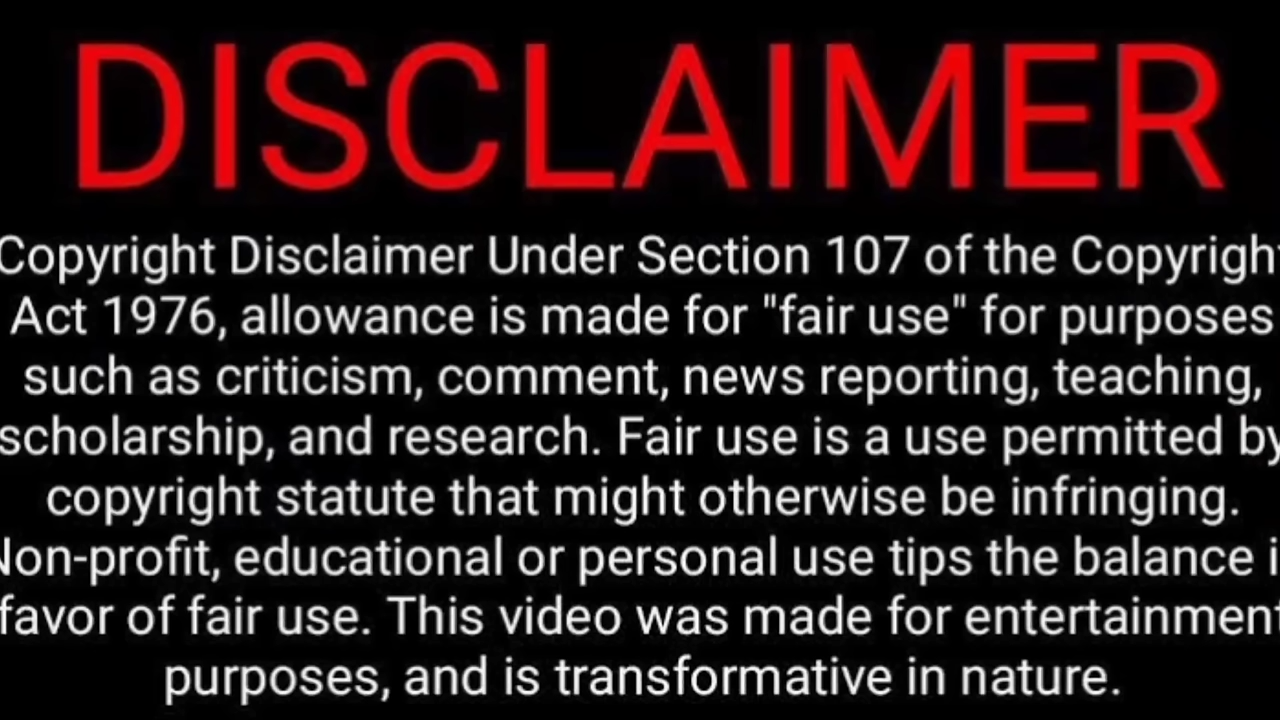 DISCLAIMER
Copyright Disclaimer Under Section 107 of the Copyright
Act 1976, allowance is made for "fair use" for purposes
such as criticism, comment, news reporting, teaching,
scholarship, and research. Fair use is a use permitted by
copyright statute that might otherwise be infringing.
Non-profit, educational or personal use tips the balance i
favor of fair use. This video was made for entertainment
purposes, and is transformative in nature.